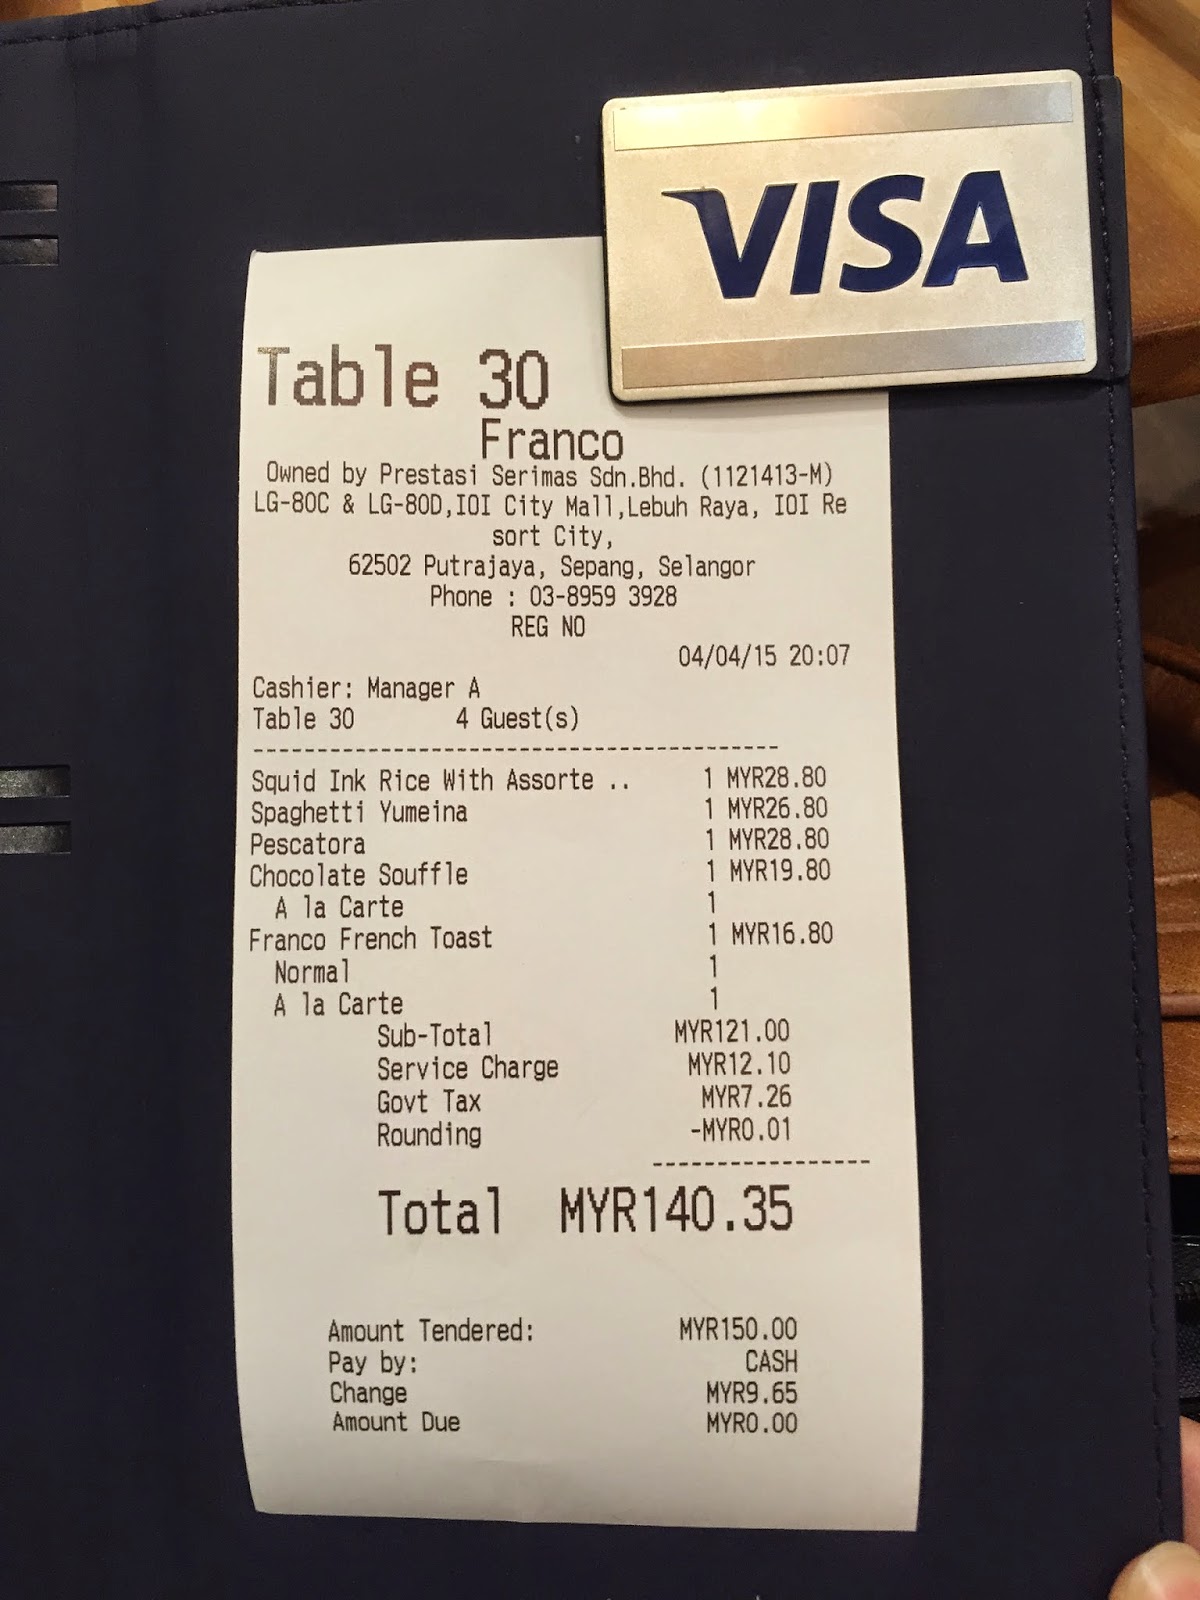 VISA
Table 30
Franco
Owned by Prestasi Serimas Sdn.Bhd. (1121413-M)
LG-80C & LG-80D,IOI City Mall,Lebuh Raya, IOI Re
sort City,
62502 Putrajaya, Sepang, Selangor
Phone : 03-8959 3928
REG NO
04/04/15 20:07
Cashier: Manager A
Table 30 4 Guest(s)
Squid Ink Rice With Assorte .. 1 MYR28.80
Spaghetti Yumeina 1 MYR26.80
Pescatora 1 MYR28.80
Chocolate Souffle 1 MYR19.80
A la Carte 1
Franco French Toast 1 MYR16.80
Normal 1
A la Carte 1
Sub-Total MYR121.00
Service Charge MYR12.10
Govt Tax MYR7.26
Rounding -MYR0.01
Total MYR140.35
Amount Tendered: MYR150.00
Pay by: CASH
Change MYR9.65
Amount Due MYR0.00